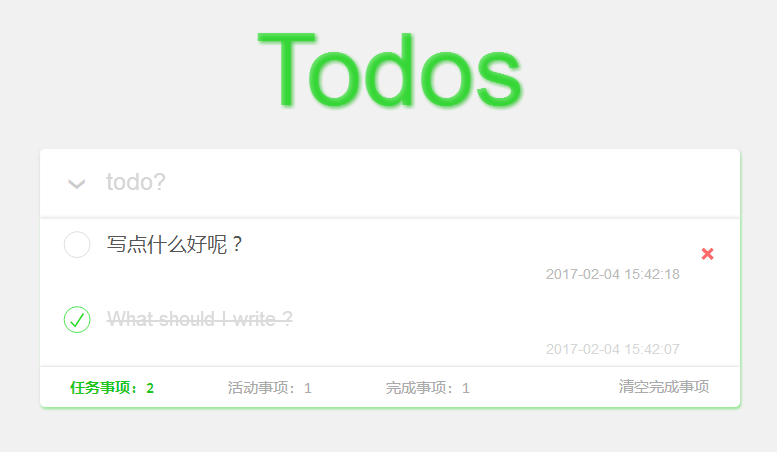 Todos
todo?
写点什么好呢？
2017-02-04 15:42:18
What should I write ?
2017-02-04 15:42:07
任务事项：2 活动事项：1 完成事项：1 清空完成事项